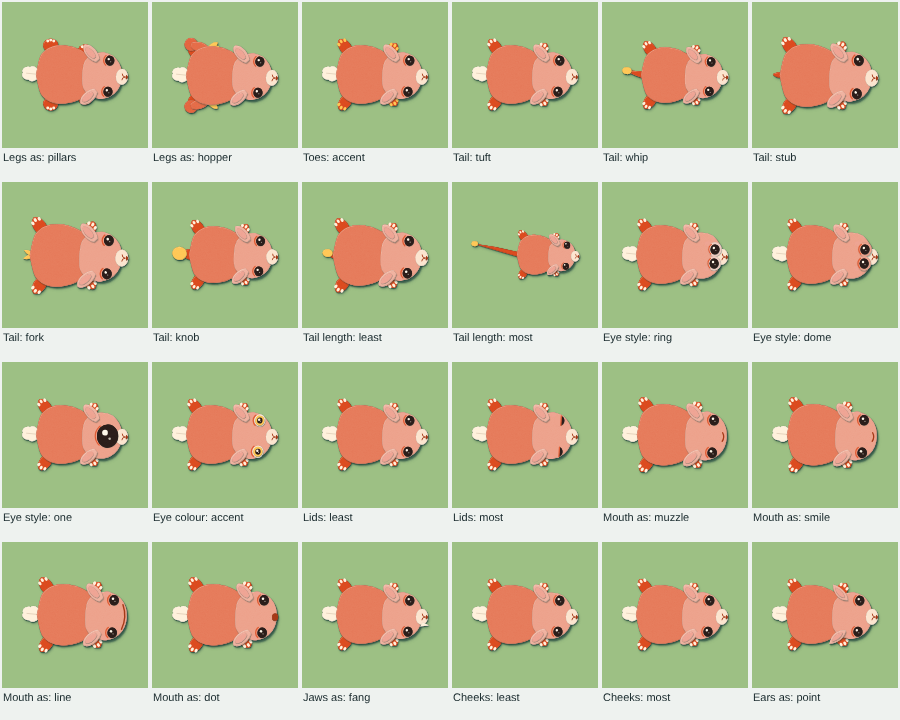 Legs as: pillars
Legs as: hopper
Toes: accent
Tail: tuft
Tail: whip
Tail: stub
Tail: fork
Tail: knob
Tail length: least
Tail length: most
Eye style: ring
Eye style: dome
Eye style: one
Eye colour: accent
Lids: least
Lids: most
Mouth as: muzzle
Mouth as: smile
Mouth as: line
Mouth as: dot
Jaws as: fang
Cheeks: least
Cheeks: most
Ears as: point